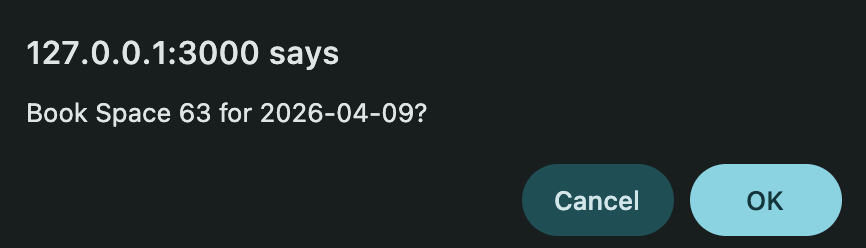 127.0.0.1:3000 says
Book Space 63 for 2026-04-09?
Cancel OK